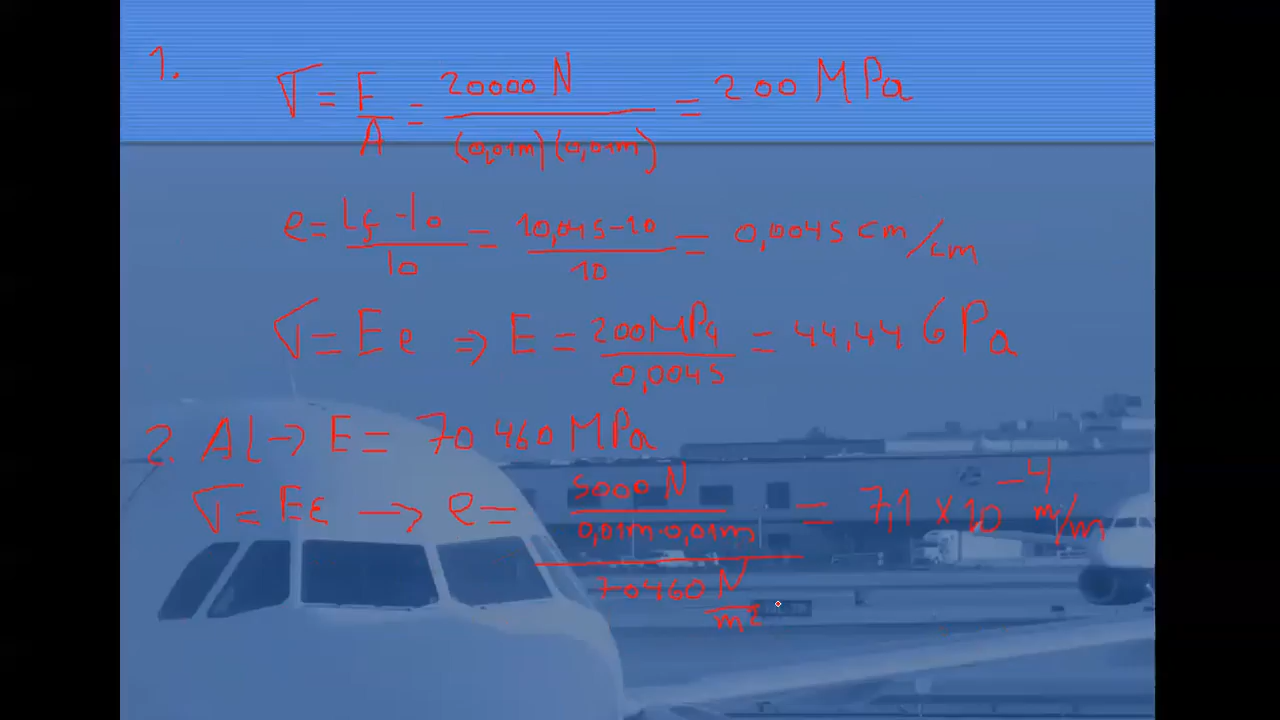 1.
σ = F/A = 20000 N / (0,01m)(0,01m) = 200 MPa
e = (lf - lo)/lo = (10,045-10)/10 = 0,0045 cm/cm
σ = Ee ⇒ E = 200MPa/0,0045 = 44,44 GPa
2. AL → E = 70 460 MPa
σ = Eε → e = (5000 N / 0,01m·0,01m) / (70460 N/m²) = 7,1 × 10⁻⁴ m/m